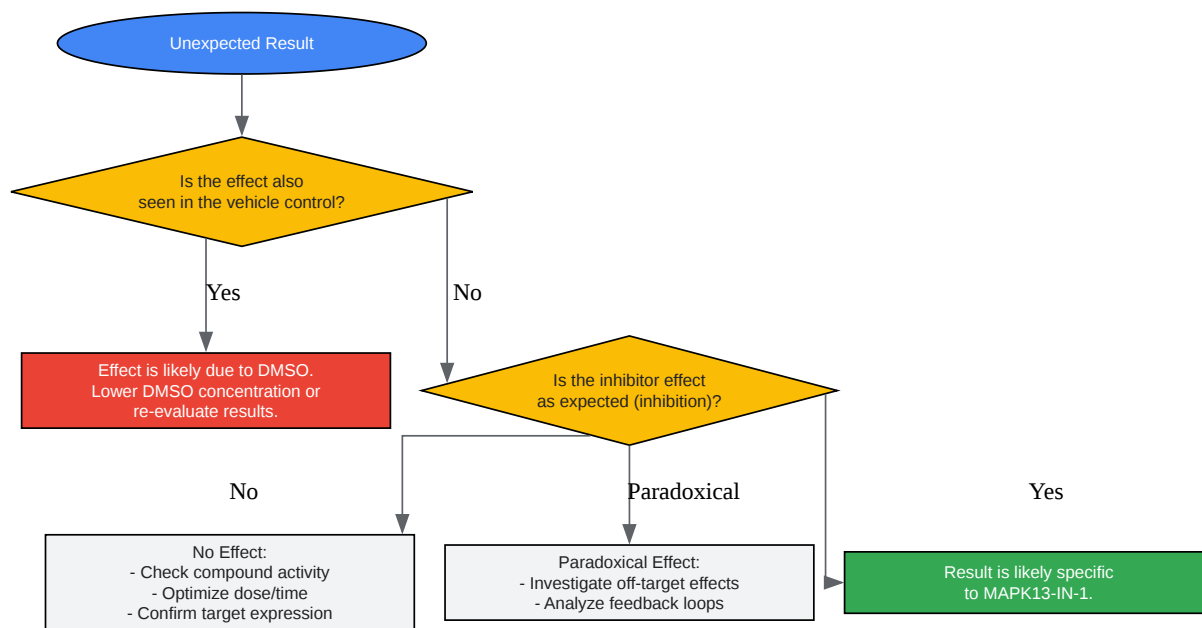 Unexpected Result
Is the effect also
seen in the vehicle control?
Yes
No
Effect is likely due to DMSO.
Lower DMSO concentration or
re-evaluate results.
Is the inhibitor effect
as expected (inhibition)?
No
Paradoxical
Yes
No Effect:
- Check compound activity
- Optimize dose/time
- Confirm target expression
Paradoxical Effect:
- Investigate off-target effects
- Analyze feedback loops
Result is likely specific
to MAPK13-IN-1.